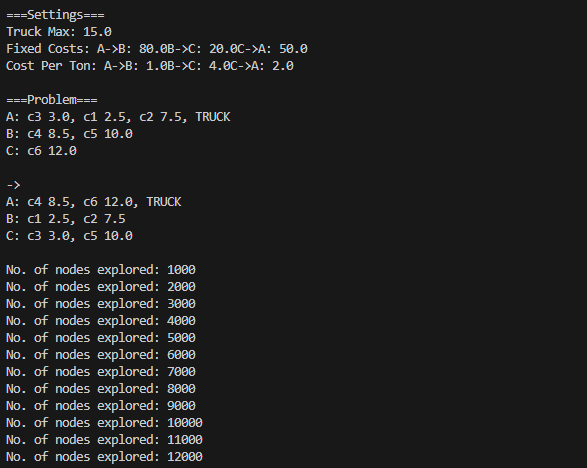 ===Settings===
Truck Max: 15.0
Fixed Costs: A->B: 80.0B->C: 20.0C->A: 50.0
Cost Per Ton: A->B: 1.0B->C: 4.0C->A: 2.0
===Problem===
A: c3 3.0, c1 2.5, c2 7.5, TRUCK
B: c4 8.5, c5 10.0
C: c6 12.0
->
A: c4 8.5, c6 12.0, TRUCK
B: c1 2.5, c2 7.5
C: c3 3.0, c5 10.0
No. of nodes explored: 1000
No. of nodes explored: 2000
No. of nodes explored: 3000
No. of nodes explored: 4000
No. of nodes explored: 5000
No. of nodes explored: 6000
No. of nodes explored: 7000
No. of nodes explored: 8000
No. of nodes explored: 9000
No. of nodes explored: 10000
No. of nodes explored: 11000
No. of nodes explored: 12000